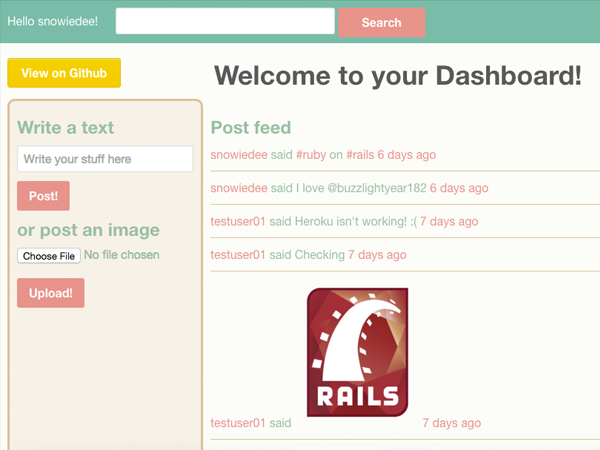 Hello snowiedee!
Search
View on Github
Welcome to your Dashboard!
Write a text
Write your stuff here
Post!
or post an image
Choose File No file chosen
Upload!
Post feed
snowiedee said #ruby on #rails 6 days ago
snowiedee said I love @buzzlightyear182 6 days ago
testuser01 said Heroku isn't working! :( 7 days ago
testuser01 said Checking 7 days ago
RAILS
testuser01 said 7 days ago